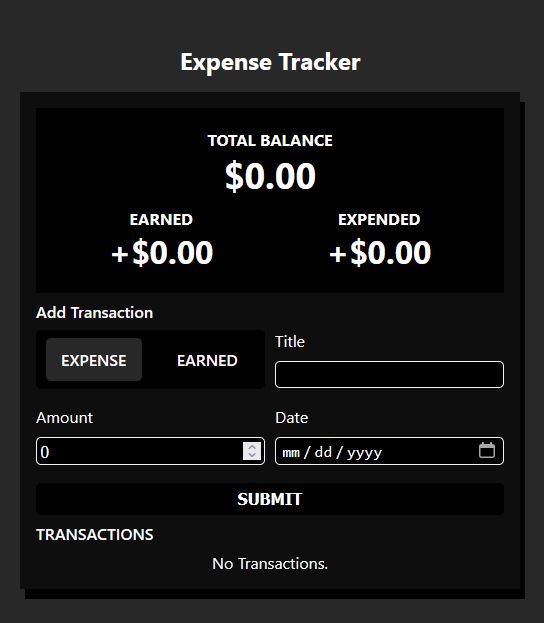 Expense Tracker
TOTAL BALANCE
$0.00
EARNED EXPENDED
+$0.00 +$0.00
Add Transaction
EXPENSE EARNED
Title
Amount Date
0 mm / dd / yyyy
SUBMIT
TRANSACTIONS
No Transactions.